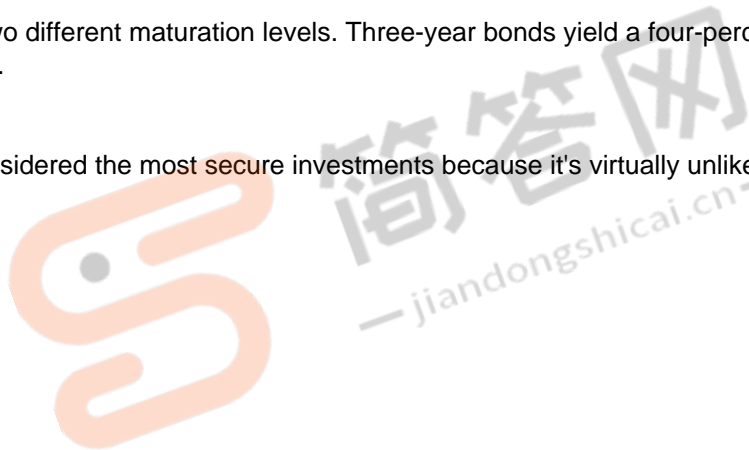 two different maturation levels. Three-year bonds yield a four-perc
.
sidered the most secure investments because it's virtually unlike
简答网
— jiandongshicai.cn-